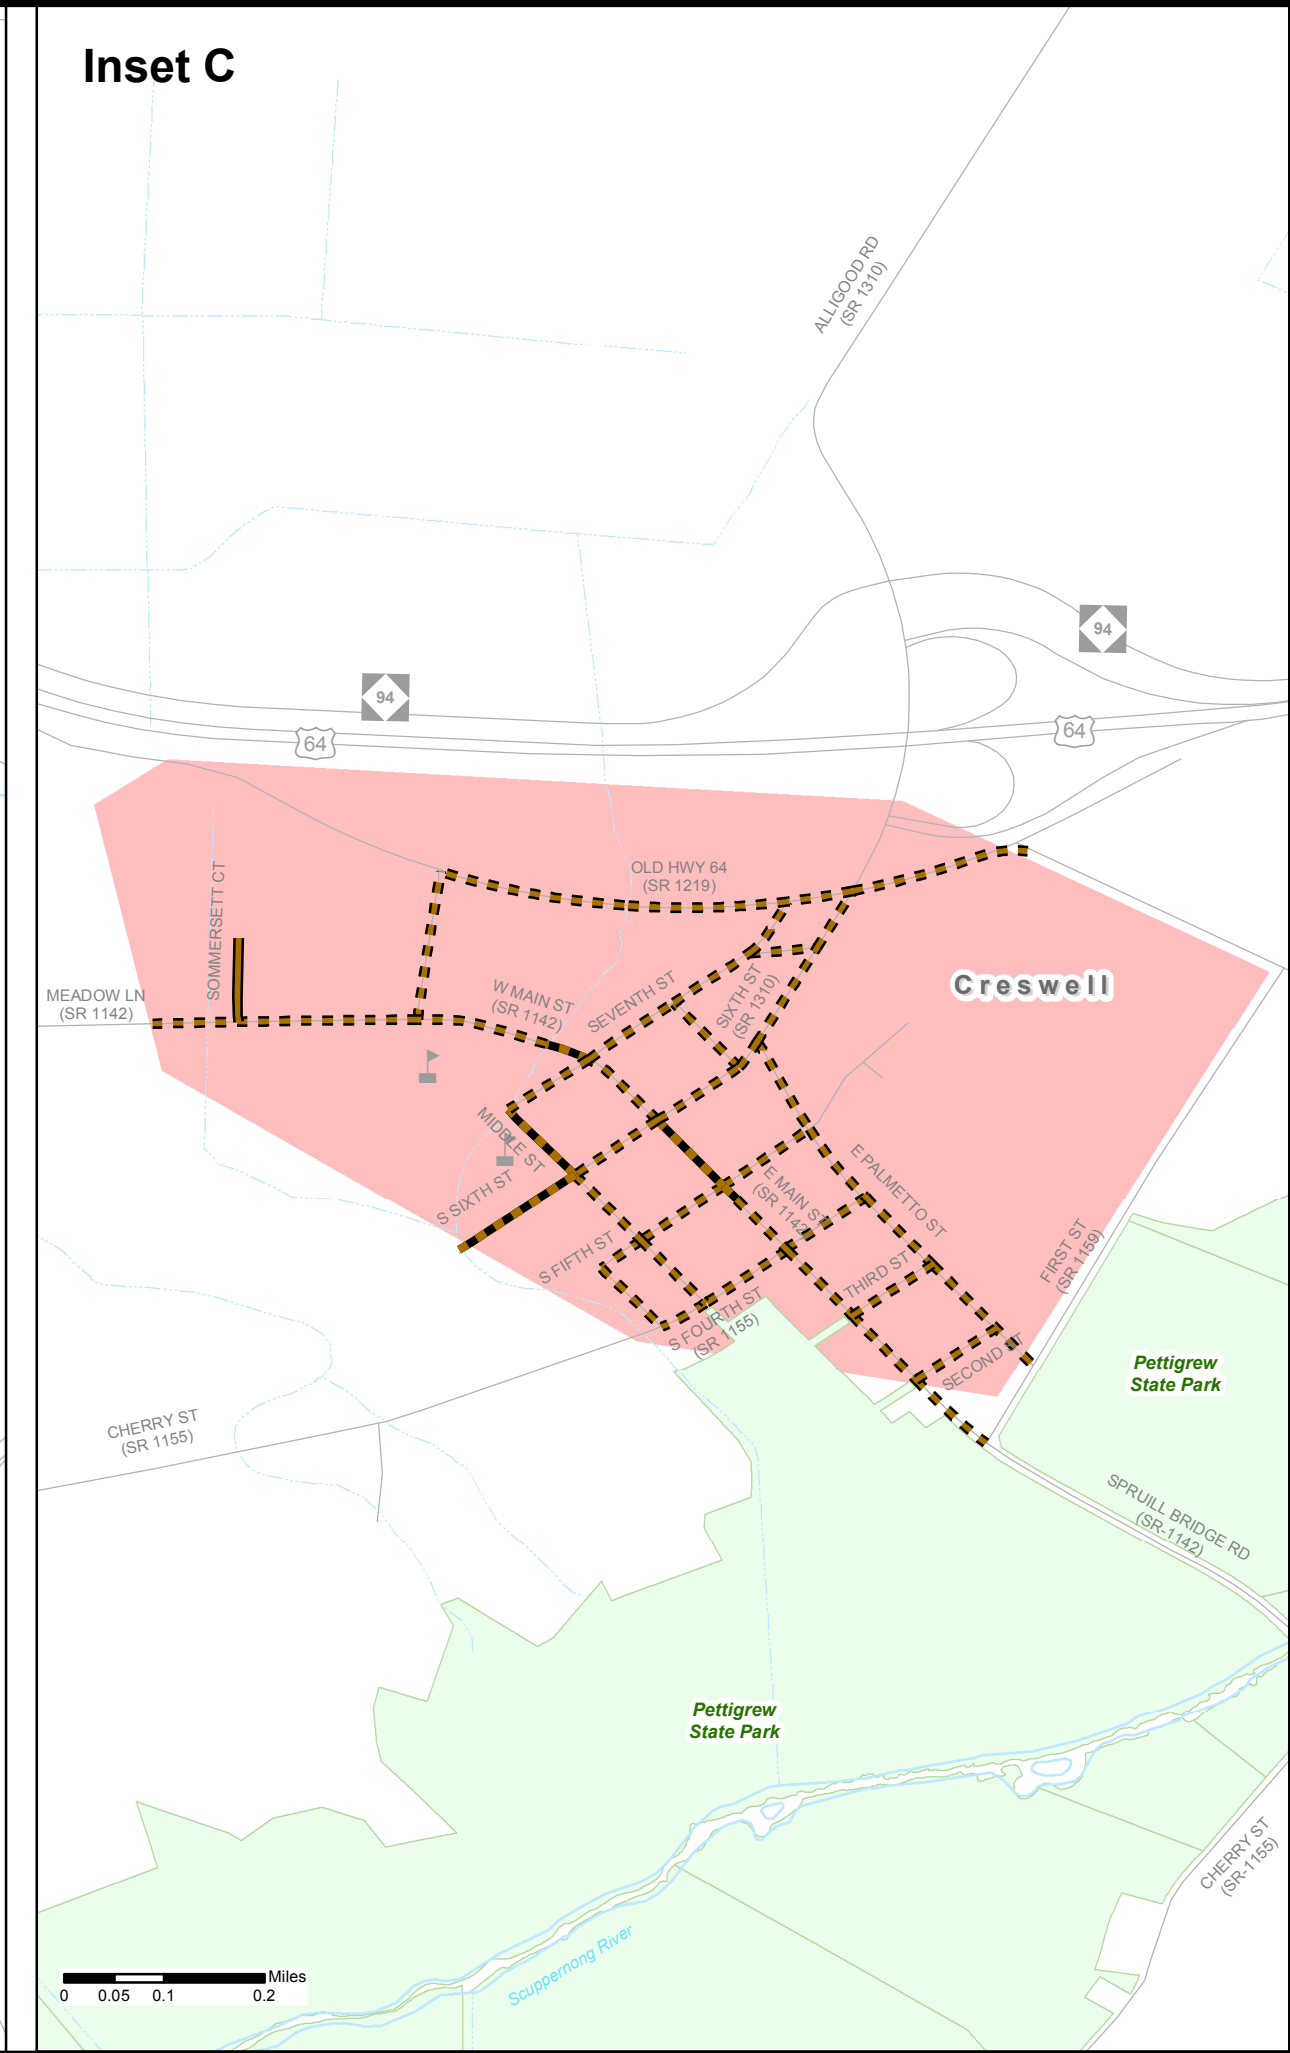 Inset C
ALLIGOOD RD
(SR 1310)
94
94
64
64
OLD HWY 64
(SR 1219)
SOMMERSETT CT
MEADOW LN
(SR 1142)
W MAIN ST
(SR 1142)
SEVENTH ST
SIXTH ST
(SR 1310)
Creswell
MIDDLE ST
S SIXTH ST
S FIFTH ST
E MAIN ST
(SR 1142)
E PALMETTO ST
THIRD ST
FIRST ST
(SR 1159)
S FOURTH ST
(SR 1155)
SECOND ST
Pettigrew
State Park
CHERRY ST
(SR 1155)
SPRUILL BRIDGE RD
(SR-1142)
Pettigrew
State Park
CHERRY ST
(SR-1155)
Scuppernong River
Miles
0 0.05 0.1 0.2